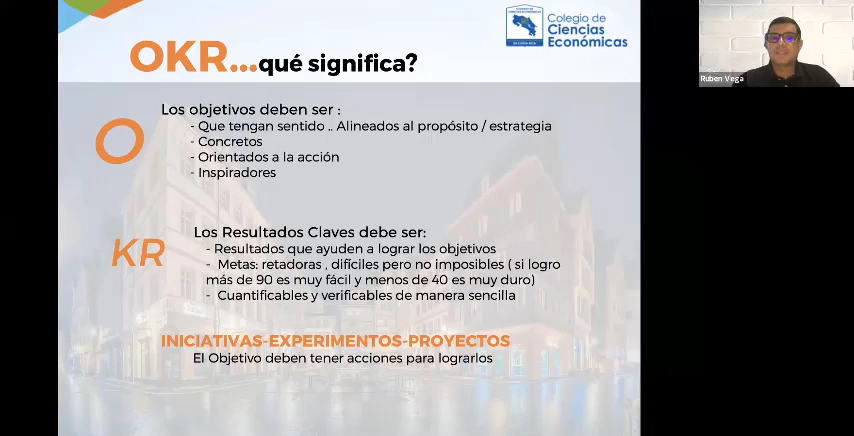 Colegio de
Ciencias
Económicas
OKR...qué significa?
Ruben Vega
O
Los objetivos deben ser :
- Que tengan sentido .. Alineados al propósito / estrategia
- Concretos
- Orientados a la acción
- Inspiradores
KR
Los Resultados Claves debe ser:
- Resultados que ayuden a lograr los objetivos
- Metas: retadoras , difíciles pero no imposibles ( si logro
más de 90 es muy fácil y menos de 40 es muy duro)
- Cuantificables y verificables de manera sencilla
INICIATIVAS-EXPERIMENTOS-PROYECTOS
El Objetivo deben tener acciones para lograrlos